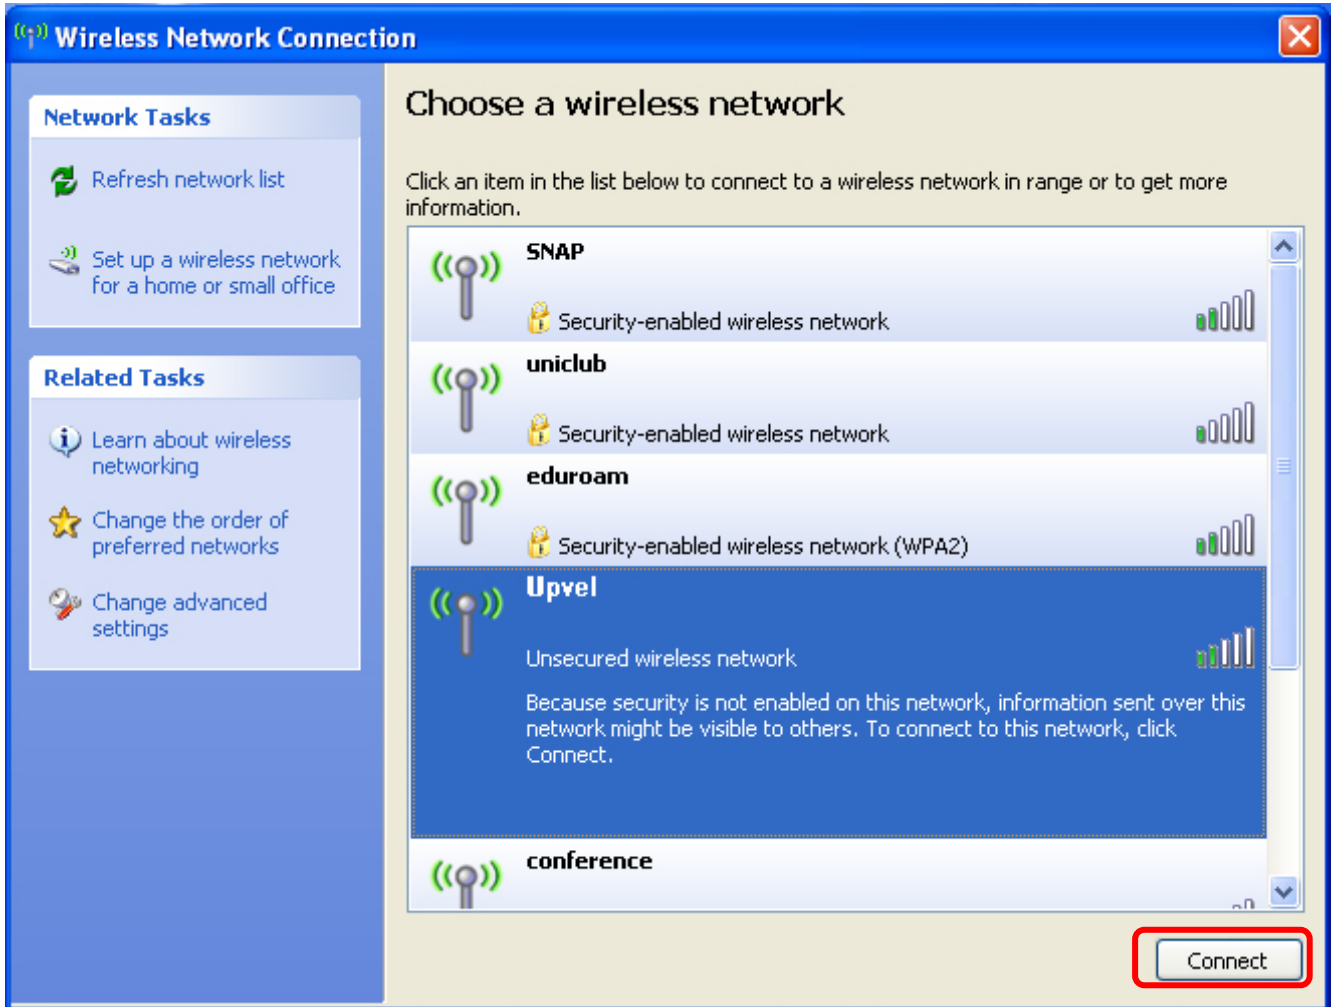 Wireless Network Connection
Network Tasks
Refresh network list
Set up a wireless network
for a home or small office
Related Tasks
Learn about wireless
networking
Change the order of
preferred networks
Change advanced
settings
Choose a wireless network
Click an item in the list below to connect to a wireless network in range or to get more
information.
SNAP
Security-enabled wireless network
uniclub
Security-enabled wireless network
eduroam
Security-enabled wireless network (WPA2)
Upvel
Unsecured wireless network
Because security is not enabled on this network, information sent over this
network might be visible to others. To connect to this network, click
Connect.
conference
Connect